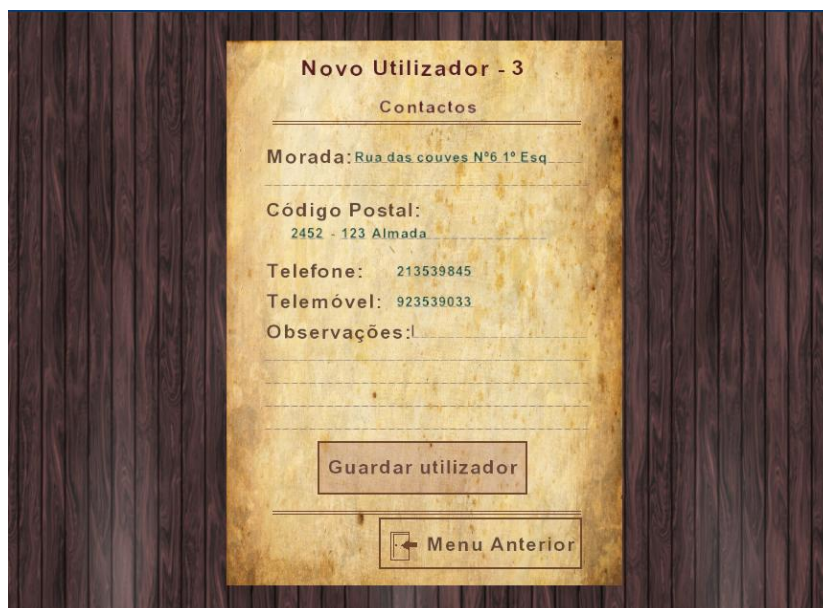 Novo Utilizador - 3
Contactos
Morada: Rua das couves Nº6 1º Esq
Código Postal:
2452 - 123 Almada
Telefone: 213539845
Telemóvel: 923539033
Observações:
Guardar utilizador
Menu Anterior